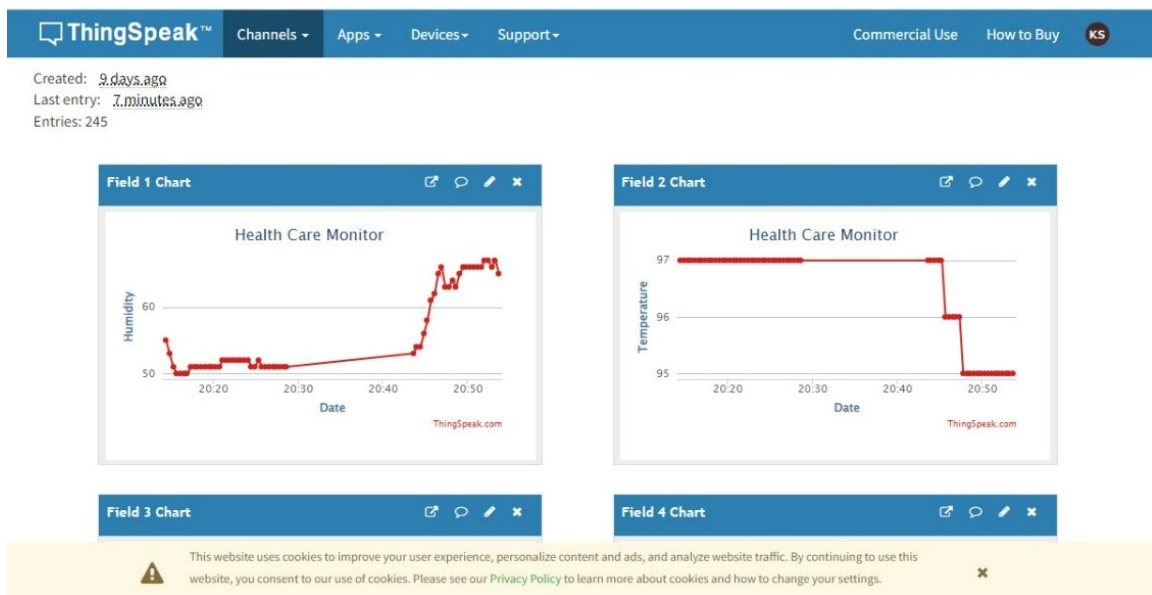 ThingSpeak™ Channels Apps Devices Support Commercial Use How to Buy KS
Created: 9 days ago
Last entry: 7 minutes ago
Entries: 245
Field 1 Chart
Health Care Monitor
Humidity
60
50
20:20 20:30 20:40 20:50
Date
ThingSpeak.com
Field 2 Chart
Health Care Monitor
Temperature
97
96
95
20:20 20:30 20:40 20:50
Date
ThingSpeak.com
Field 3 Chart
Field 4 Chart
This website uses cookies to improve your user experience, personalize content and ads, and analyze website traffic. By continuing to use this
website, you consent to our use of cookies. Please see our Privacy Policy to learn more about cookies and how to change your settings.